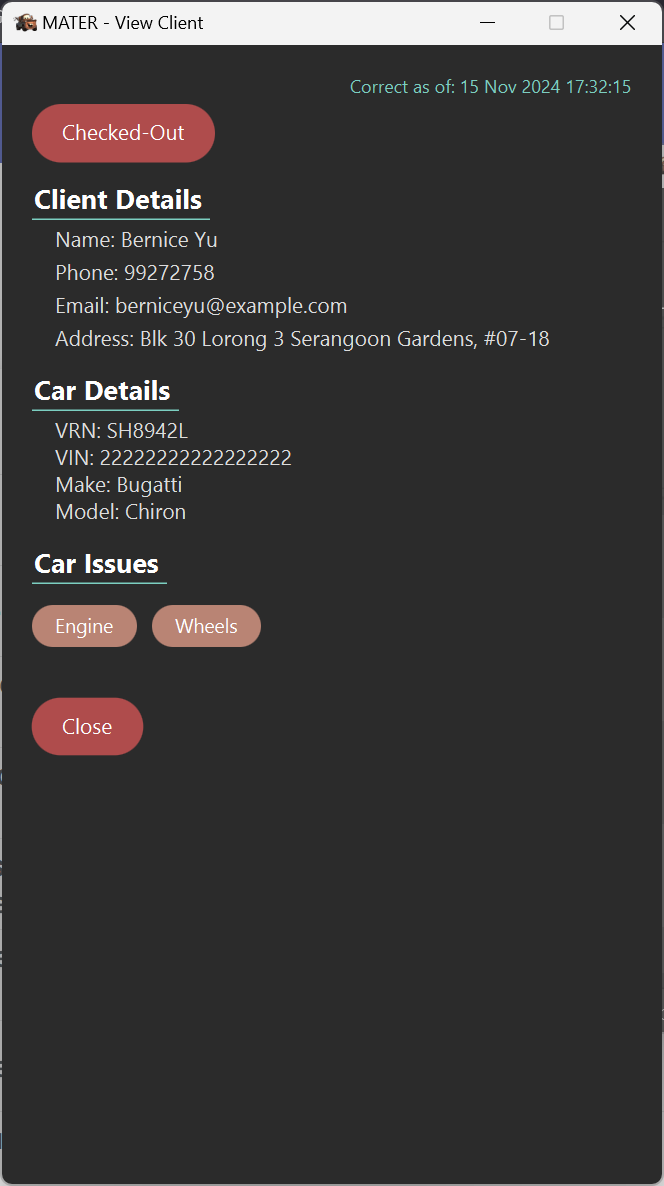 MATER - View Client
Correct as of: 15 Nov 2024 17:32:15
Checked-Out
Client Details
Name: Bernice Yu
Phone: 99272758
Email: berniceyu@example.com
Address: Blk 30 Lorong 3 Serangoon Gardens, #07-18
Car Details
VRN: SH8942L
VIN: 22222222222222222
Make: Bugatti
Model: Chiron
Car Issues
Engine Wheels
Close